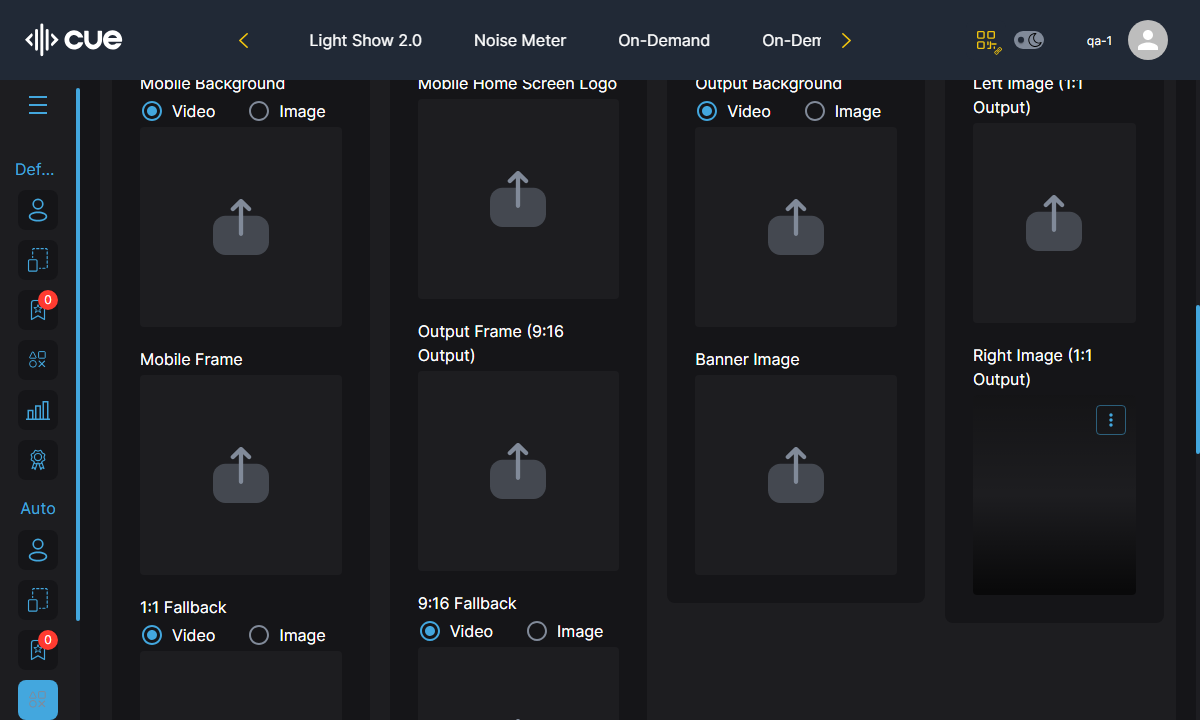 cue
Light Show 2.0
Noise Meter
On-Demand
On-Dem
qa-1
Def...
0
Auto
0
Mobile Background
Video
Image
Mobile Frame
1:1 Fallback
Video
Image
Mobile Home Screen Logo
Output Frame (9:16
Output)
9:16 Fallback
Video
Image
Output Background
Video
Image
Banner Image
Left Image (1:1
Output)
Right Image (1:1
Output)